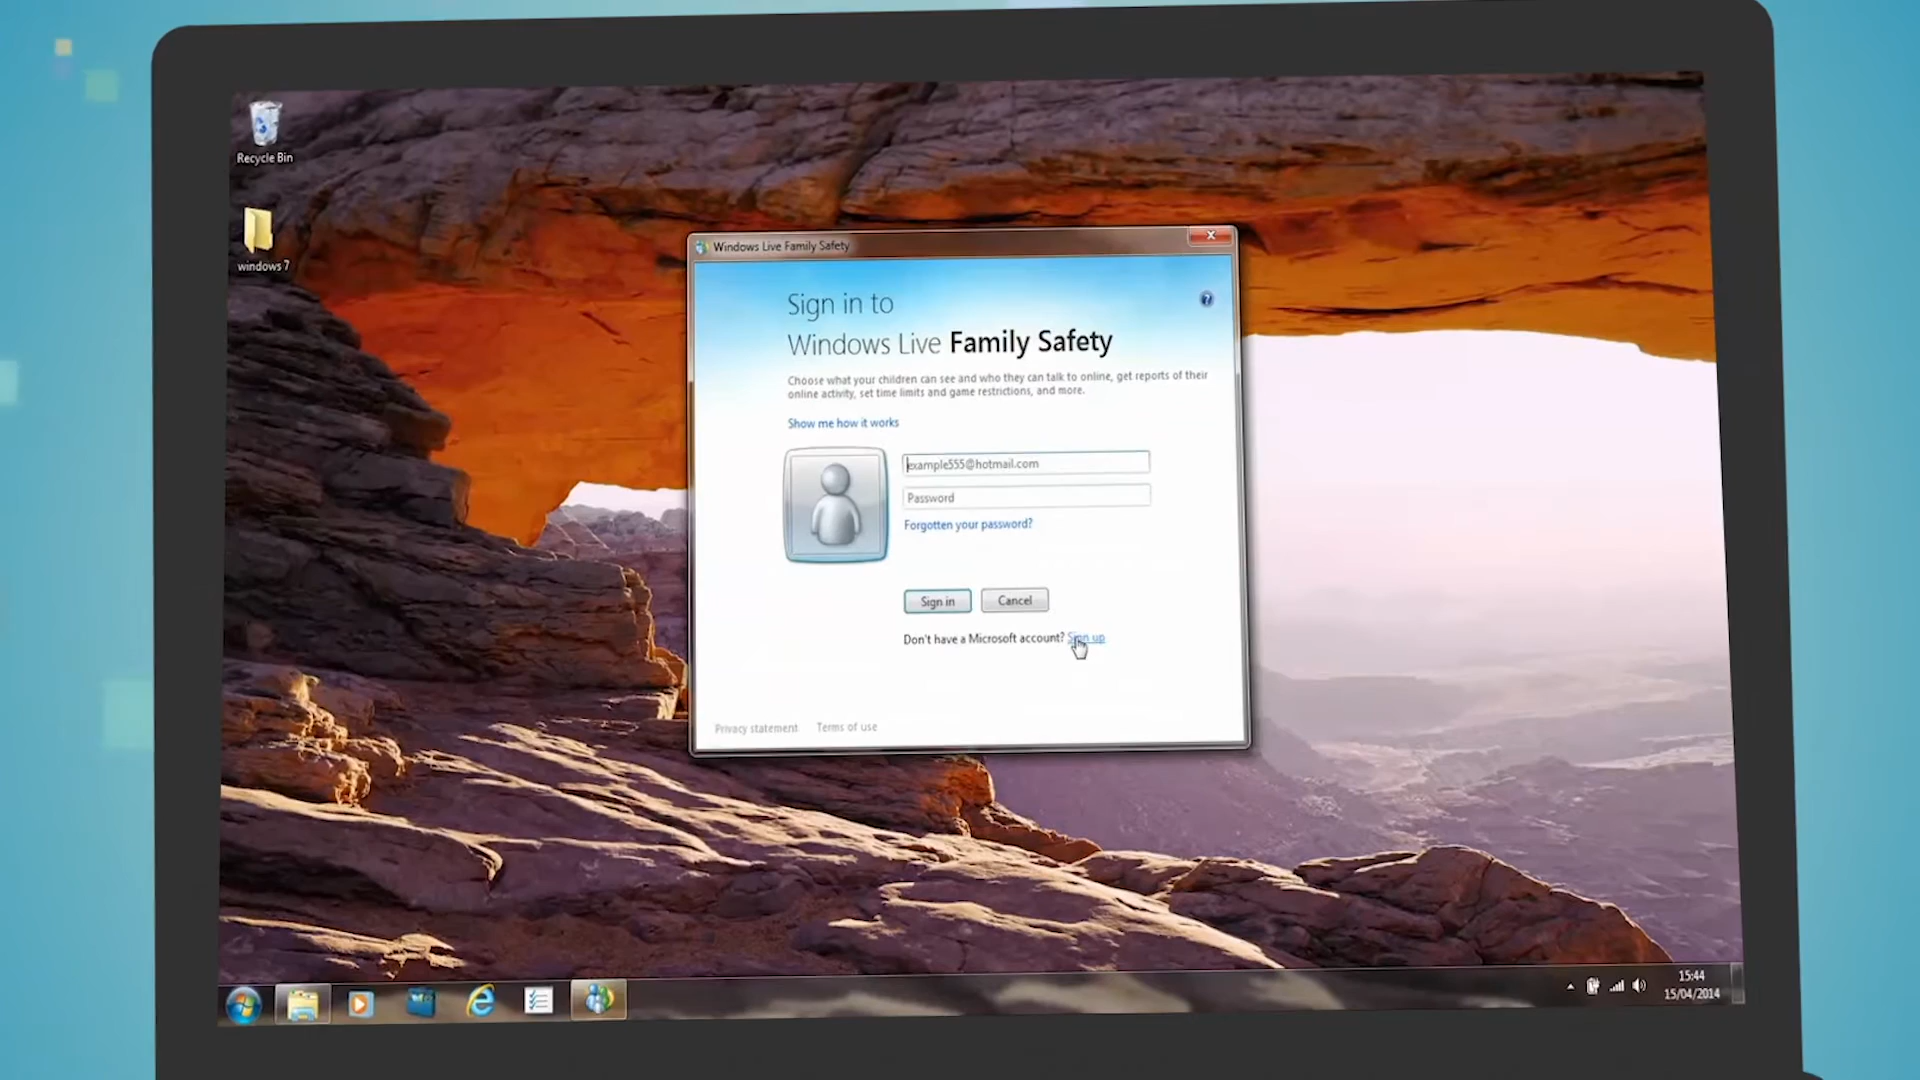 Recycle Bin
windows 7
Windows Live Family Safety
Sign in to
Windows Live Family Safety
Choose what your children can see and who they can talk to online, get reports of their
online activity, set time limits and game restrictions, and more.
Show me how it works
example555@hotmail.com
Password
Forgotten your password?
Sign in
Cancel
Don't have a Microsoft account? Sign up
Privacy statement
Terms of use
15:44
15/04/2014